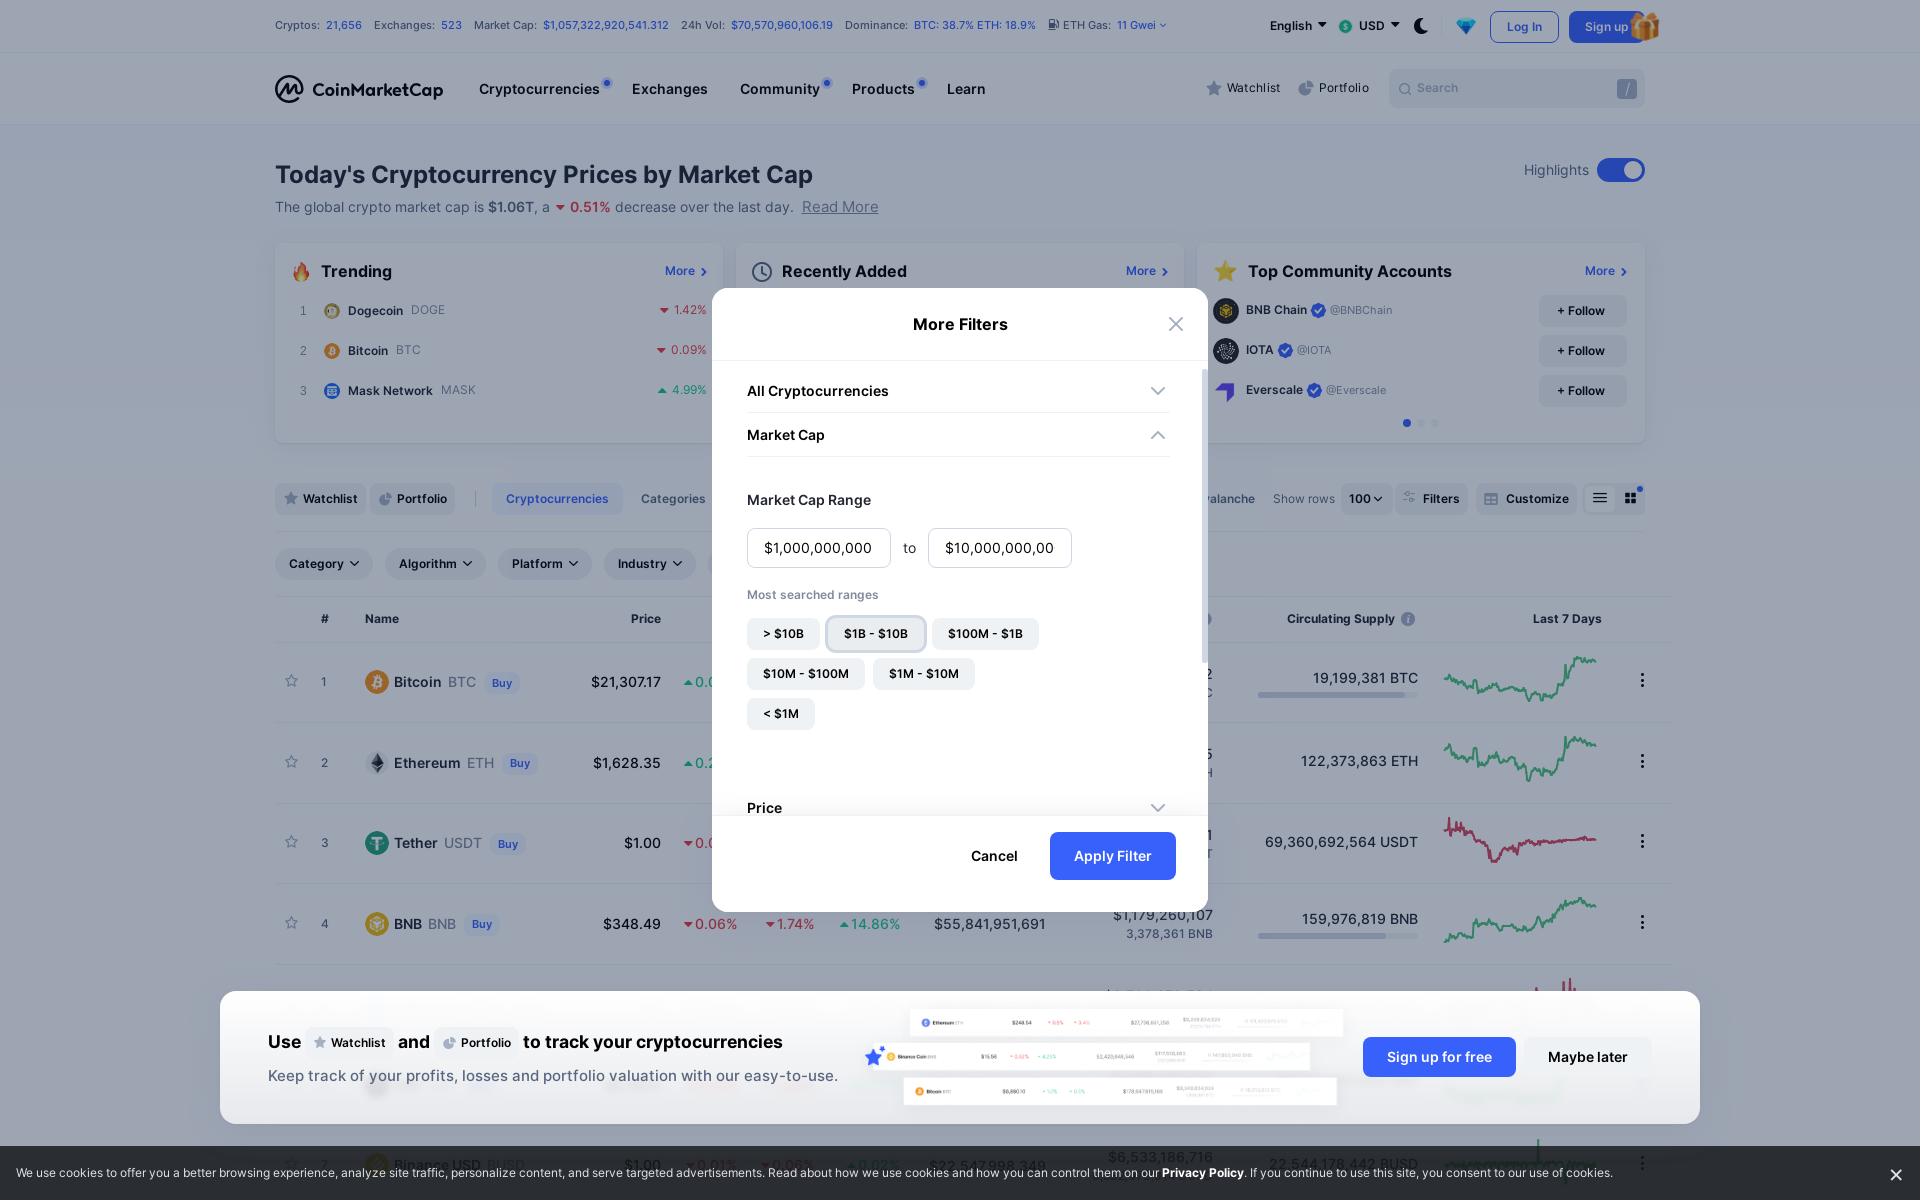 Cryptos: 21,656 Exchanges: 523 Market Cap: $1,057,322,920,541.312 24h Vol: $70,570,960,106.19 Dominance: BTC: 38.7% ETH: 18.9% ETH Gas: 11 Gwei
English USD Log In Sign up
CoinMarketCap Cryptocurrencies Exchanges Community Products Learn Watchlist Portfolio Search /
Today's Cryptocurrency Prices by Market Cap
Highlights
The global crypto market cap is $1.06T, a 0.51% decrease over the last day. Read More
Trending More
1 Dogecoin DOGE 1.42%
2 Bitcoin BTC 0.09%
3 Mask Network MASK 4.99%
Recently Added More
Top Community Accounts More
BNB Chain @BNBChain + Follow
IOTA @IOTA + Follow
Everscale @Everscale + Follow
Watchlist Portfolio Cryptocurrencies Categories
Show rows 100 Filters Customize
Category Algorithm Platform Industry
# Name Price Circulating Supply Last 7 Days
1 Bitcoin BTC Buy $21,307.17 19,199,381 BTC
2 Ethereum ETH Buy $1,628.35 122,373,863 ETH
3 Tether USDT Buy $1.00 69,360,692,564 USDT
4 BNB BNB Buy $348.49 0.06% 1.74% 14.86% $55,841,951,691 $1,179,260,107 159,976,819 BNB
3,378,361 BNB
More Filters
All Cryptocurrencies
Market Cap
Market Cap Range
$1,000,000,000 to $10,000,000,00
Most searched ranges
> $10B $1B - $10B $100M - $1B
$10M - $100M $1M - $10M
< $1M
Price
Cancel Apply Filter
Use Watchlist and Portfolio to track your cryptocurrencies
Keep track of your profits, losses and portfolio valuation with our easy-to-use.
Sign up for free Maybe later
We use cookies to offer you a better browsing experience, analyze site traffic, personalize content, and serve targeted advertisements. Read about how we use cookies and how you can control them on our Privacy Policy. If you continue to use this site, you consent to our use of cookies.